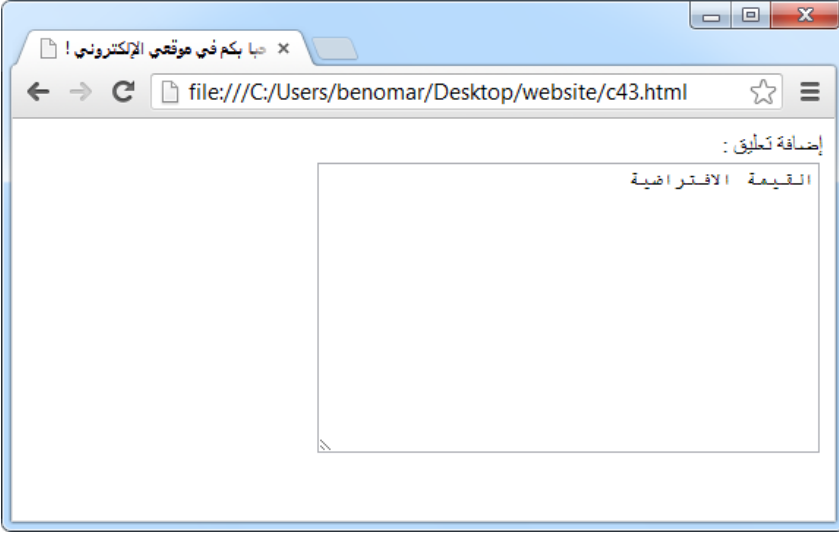 حبا بكم في موقعي الإلكتروني !
file:///C:/Users/benomar/Desktop/website/c43.html
إضافة تعليق :
القيمة الافتراضية